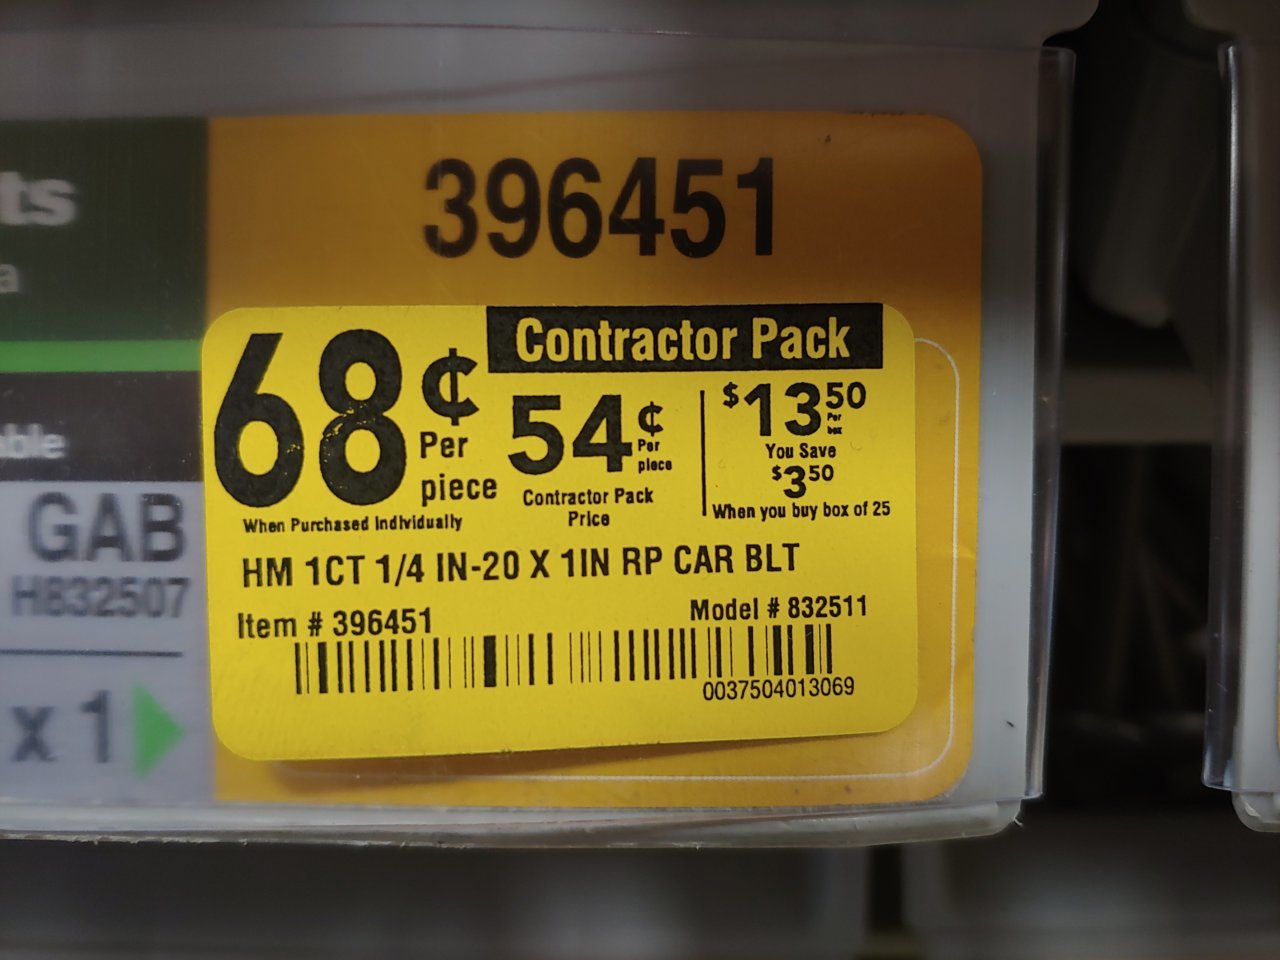 ts
a
able
GAB
H832507
x 1
396451
68¢ Per piece
When Purchased Individually
Contractor Pack
54¢ Per piece
Contractor Pack Price
$13.50 Per box
You Save
$3.50
When you buy box of 25
HM 1CT 1/4 IN-20 X 1IN RP CAR BLT
Item # 396451
Model # 832511
0037504013069